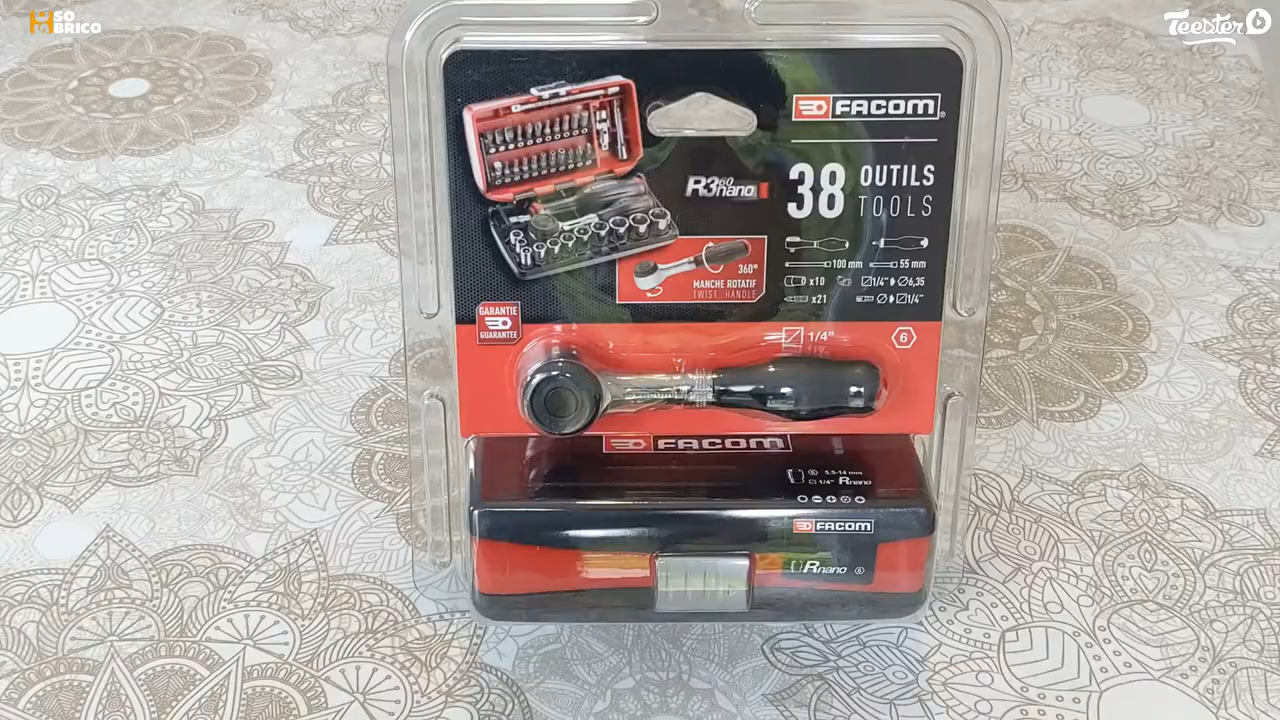 SO
BRICO
Teester
FACOM®
R360
nano
38 OUTILS
TOOLS
100 mm
55 mm
x10
1/4"
Ø6,35
x21
Ø
1/4"
360°
MANCHE ROTATIF
TWIST HANDLE
GARANTIE
GUARANTEE
1/4"
6
FACOM
6 5.5-14 mm
1/4" Rnano
FACOM
Rnano 6